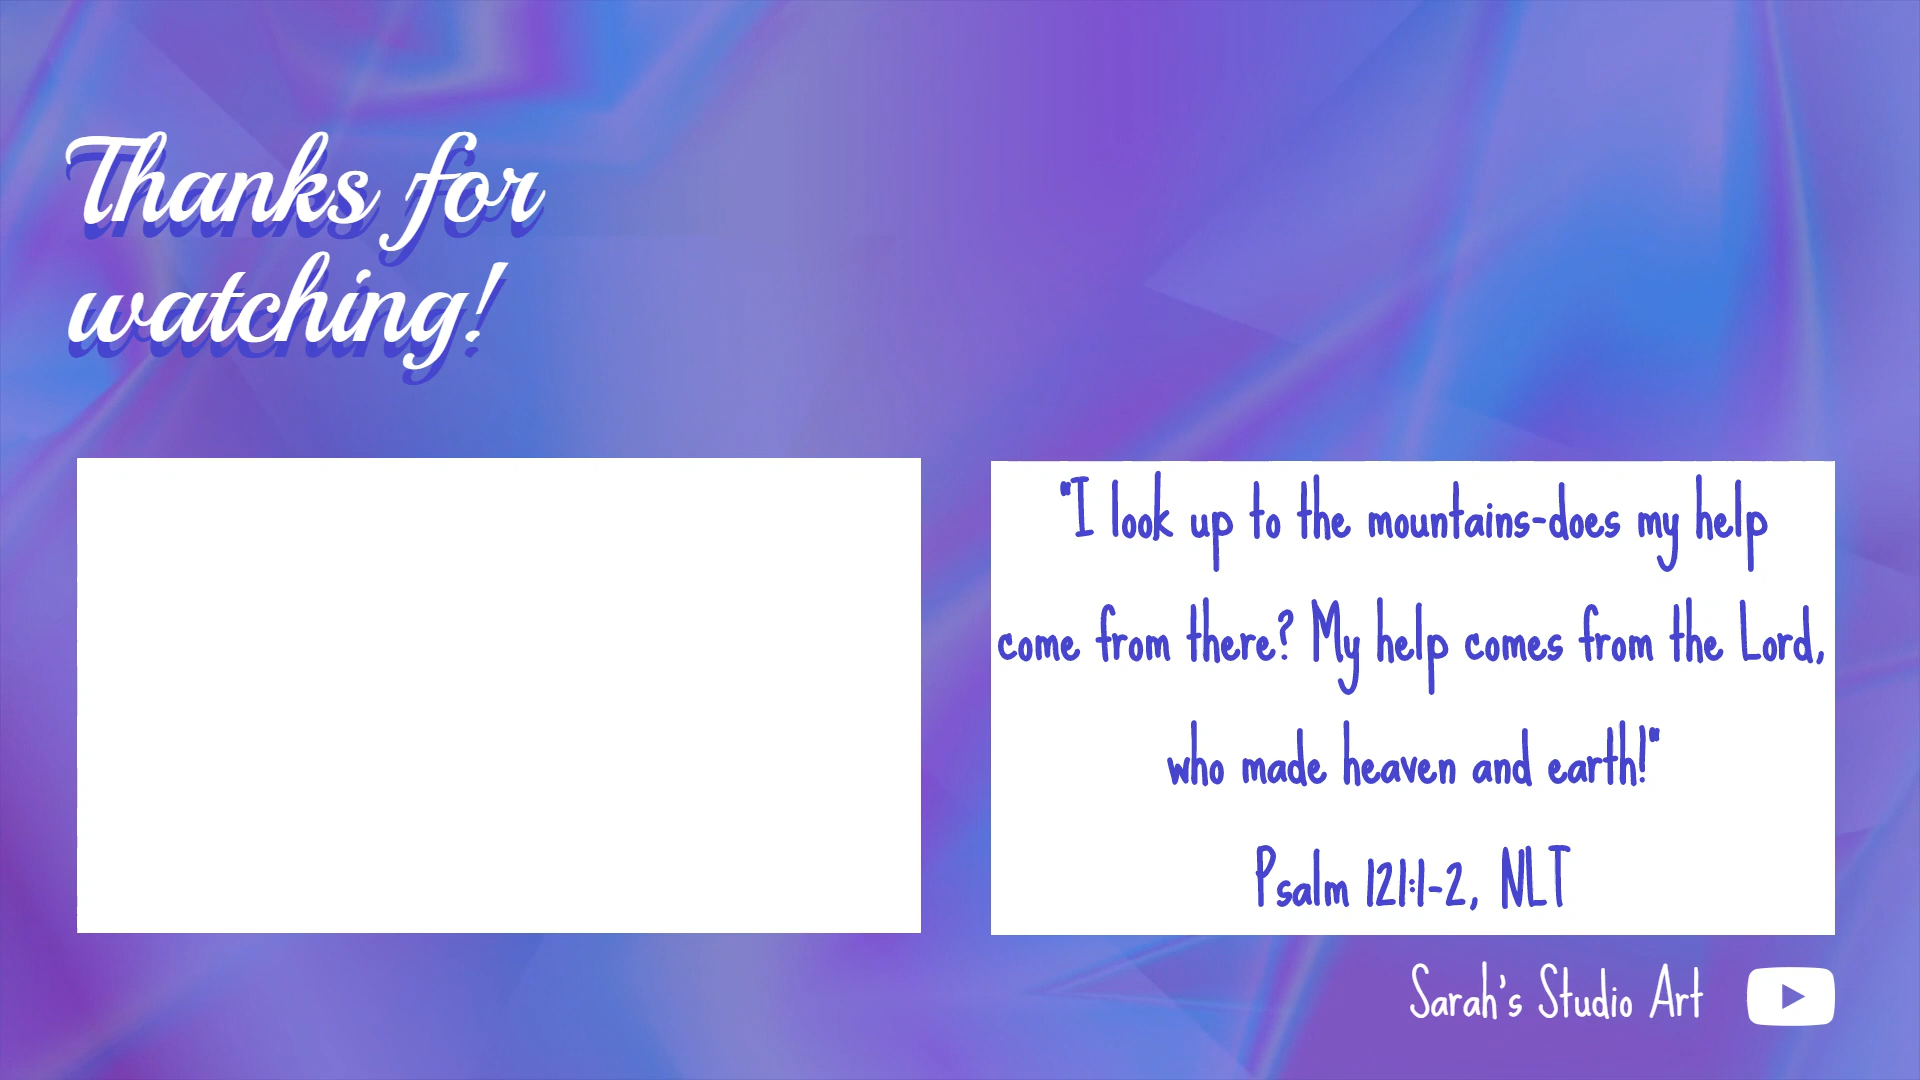 Thanks for
watching!
"I look up to the mountains-does my help
come from there? My help comes from the Lord,
who made heaven and earth!"
Psalm 121:1-2, NLT
Sarah's Studio Art